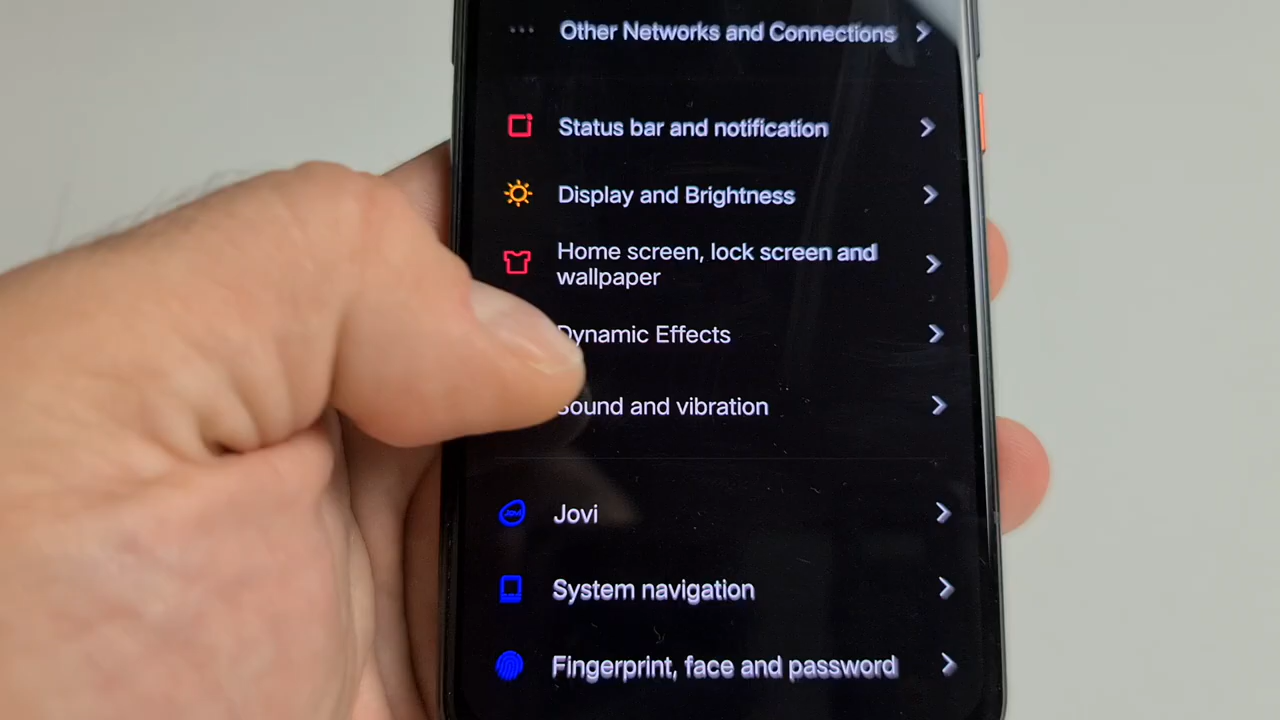 Other Networks and Connections
Status bar and notification
Display and Brightness
Home screen, lock screen and
wallpaper
Dynamic Effects
Sound and vibration
Jovi
System navigation
Fingerprint, face and password